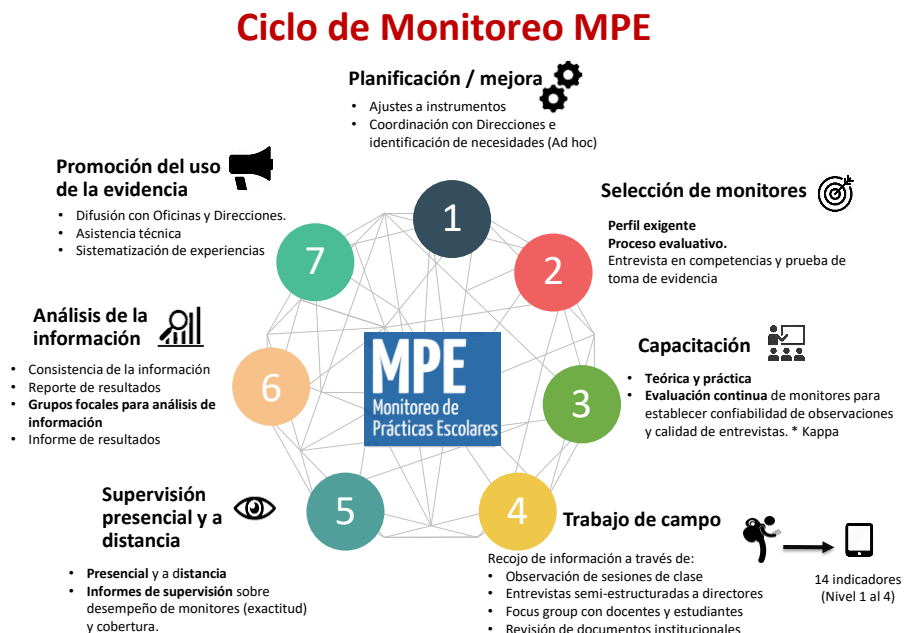 Ciclo de Monitoreo MPE
Planificación / mejora
• Ajustes a instrumentos
• Coordinación con Direcciones e
identificación de necesidades (Ad hoc)
1
Selección de monitores
Perfil exigente
Proceso evaluativo.
Entrevista en competencias y prueba de
toma de evidencia
2
Capacitación
• Teórica y práctica
• Evaluación continua de monitores para
establecer confiabilidad de observaciones
y calidad de entrevistas. * Kappa
3
Trabajo de campo
Recojo de información a través de:
• Observación de sesiones de clase
• Entrevistas semi-estructuradas a directores
• Focus group con docentes y estudiantes
• Revisión de documentos institucionales
14 indicadores
(Nivel 1 al 4)
4
Supervisión
presencial y a
distancia
• Presencial y a distancia
• Informes de supervisión sobre
desempeño de monitores (exactitud)
y cobertura.
5
Análisis de la
información
• Consistencia de la información
• Reporte de resultados
• Grupos focales para análisis de
información
• Informe de resultados
6
Promoción del uso
de la evidencia
• Difusión con Oficinas y Direcciones.
• Asistencia técnica
• Sistematización de experiencias
7
MPE
Monitoreo de
Prácticas Escolares